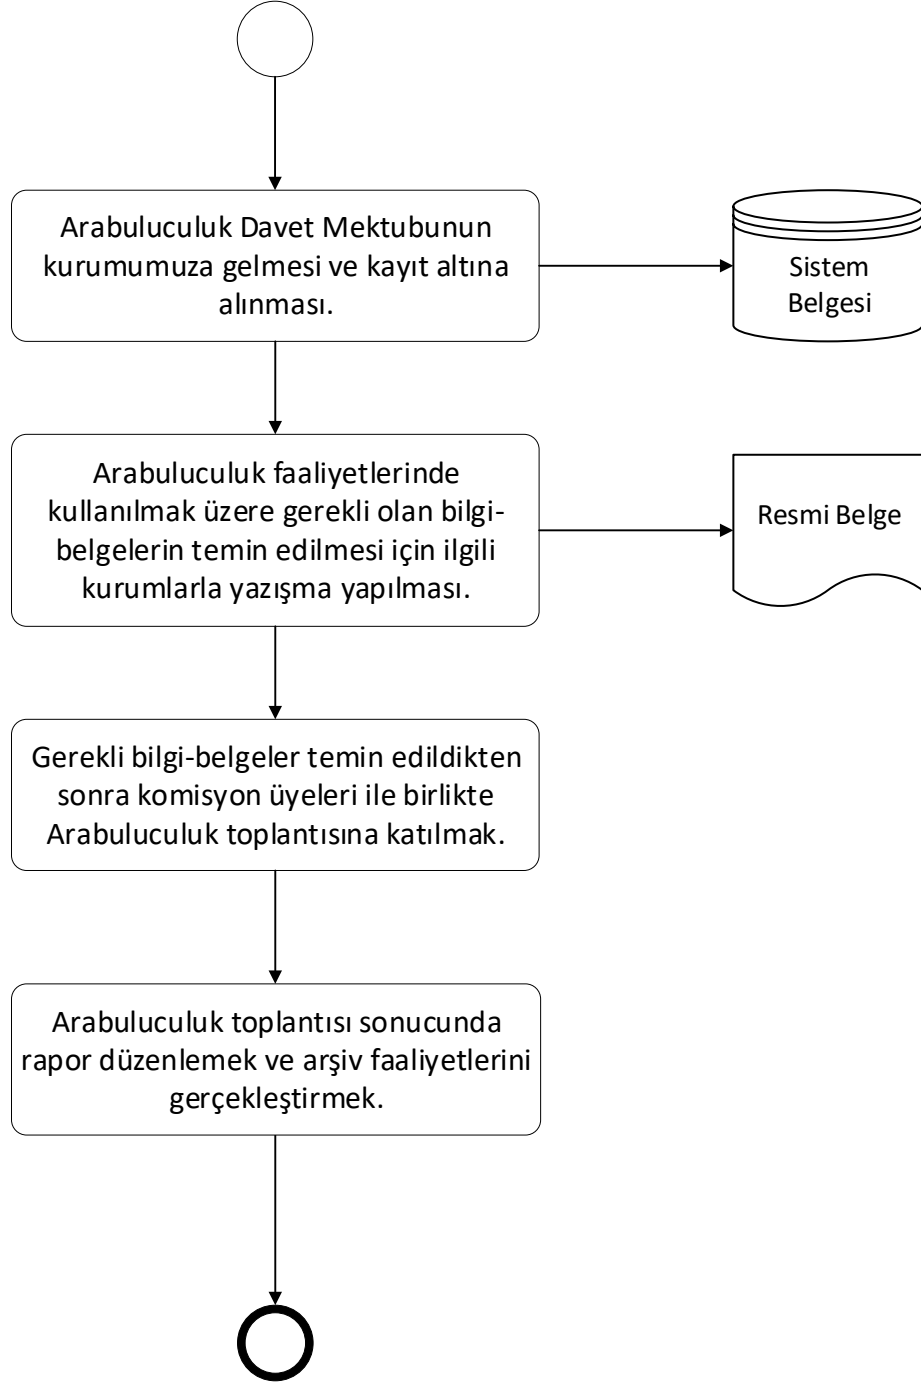 Arabuluculuk Davet Mektubunun
kurumumuza gelmesi ve kayıt altına
alınması.
Sistem
Belgesi
Arabuluculuk faaliyetlerinde
kullanılmak üzere gerekli olan bilgi-
belgelerin temin edilmesi için ilgili
kurumlarla yazışma yapılması.
Resmi Belge
Gerekli bilgi-belgeler temin edildikten
sonra komisyon üyeleri ile birlikte
Arabuluculuk toplantısına katılmak.
Arabuluculuk toplantısı sonucunda
rapor düzenlemek ve arşiv faaliyetlerini
gerçekleştirmek.